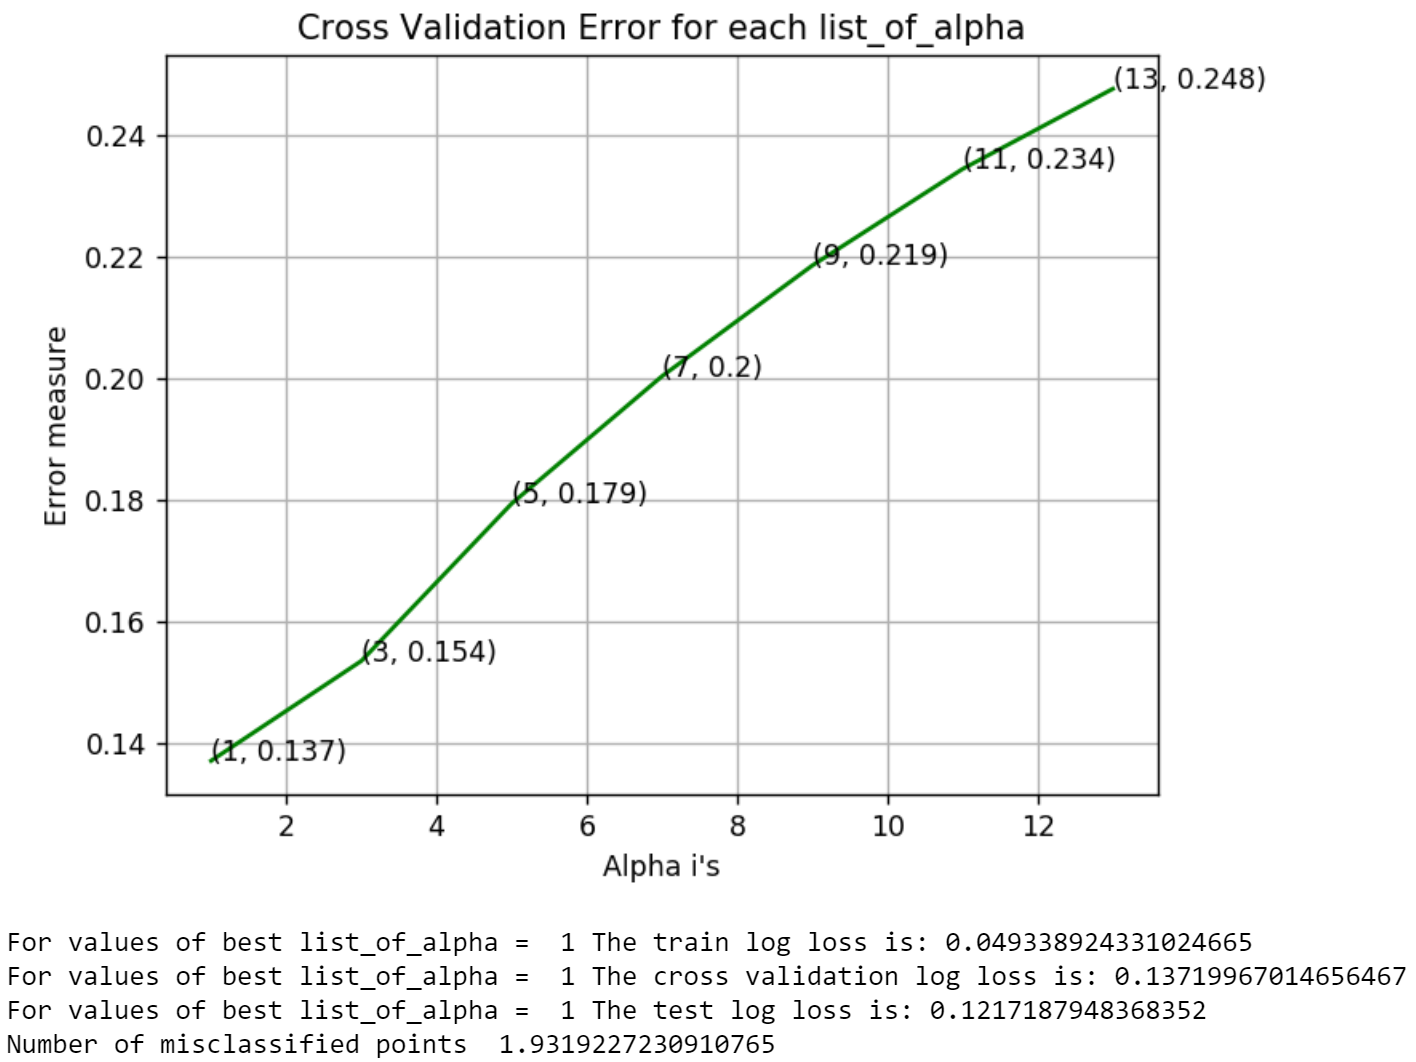 Cross Validation Error for each list_of_alpha
(13, 0.248)
0.24
(11, 0.234)
(9, 0.219)
0.22
(7, 0.2)
0.20
Error measure
(5, 0.179)
0.18
(3, 0.154)
0.16
(1, 0.137)
0.14
2 4 6 8 10 12
Alpha i's
For values of best list_of_alpha =  1 The train log loss is: 0.049338924331024665
For values of best list_of_alpha =  1 The cross validation log loss is: 0.13719967014656467
For values of best list_of_alpha =  1 The test log loss is: 0.1217187948368352
Number of misclassified points  1.9319227230910765